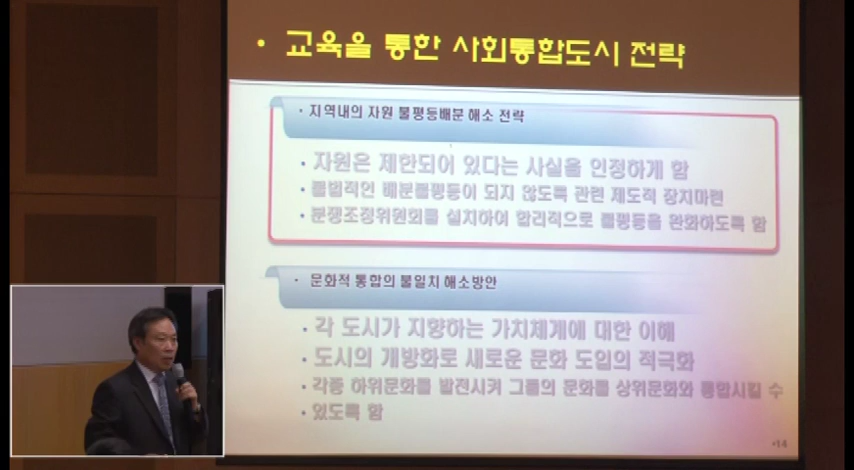 • 교육을 통한 사회통합도시 전략
• 지역내의 자원 불평등배분 해소 전략
• 자원은 제한되어 있다는 사실을 인정하게 함
• 불법적인 배분불평등이 되지 않도록 관련 제도적 장치마련
• 분쟁조정위원회를 설치하여 합리적으로 불평등을 완화하도록 함
• 문화적 통합의 불일치 해소방안
• 각 도시가 지향하는 가치체계에 대한 이해
• 도시의 개방화로 새로운 문화 도입의 적극화
• 각종 하위문화를 발전시켜 그들의 문화를 상위문화와 통합시킬 수
• 있도록 함
•14